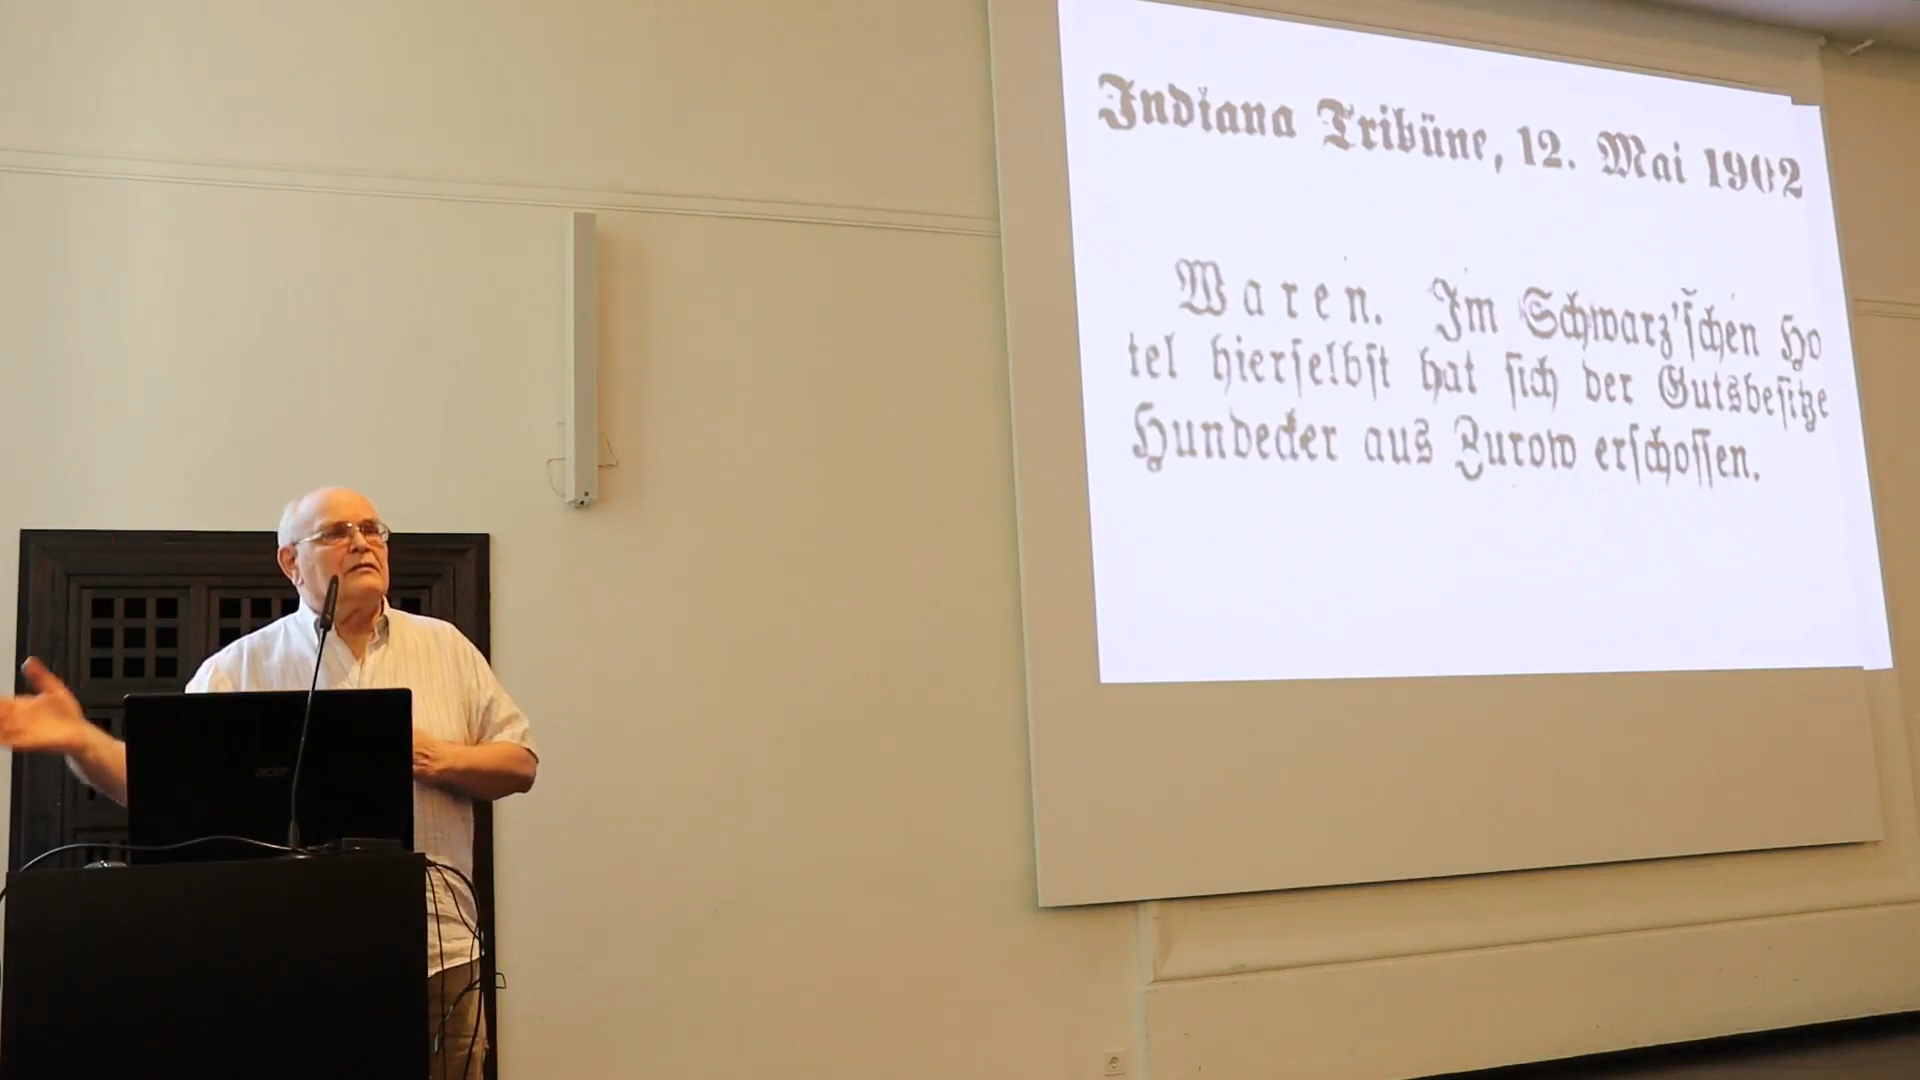 Indiana Tribüne, 12. Mai 1902
Waren. Im Schwarz'schen Ho
tel hierselbst hat sich der Gutsbesitze
Hundecker aus Zurow erschossen.
acer